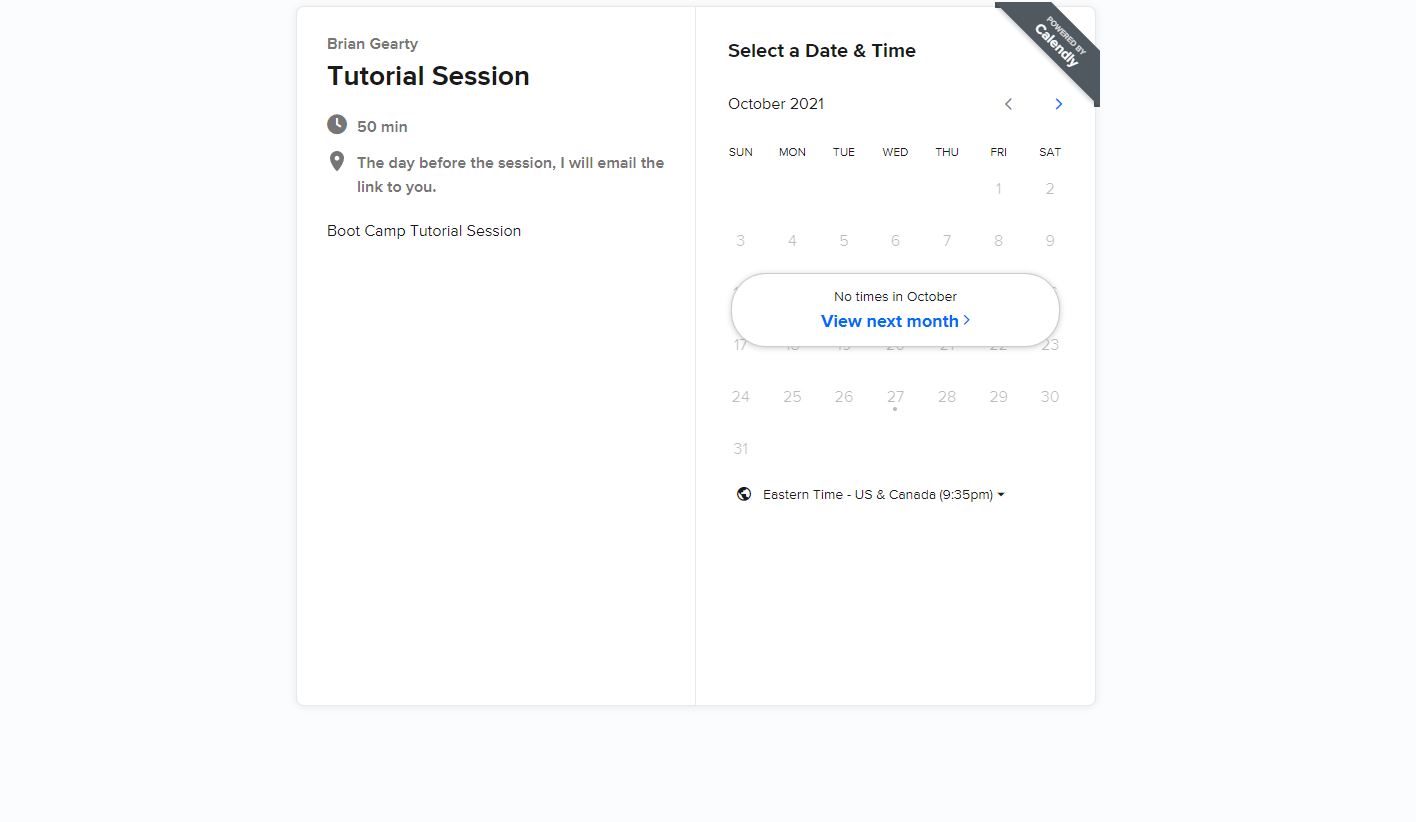 Brian Gearty
Tutorial Session
50 min
The day before the session, I will email the
link to you.
Boot Camp Tutorial Session
POWERED BY
Calendly
Select a Date & Time
October 2021
SUN MON TUE WED THU FRI SAT
1 2
3 4 5 6 7 8 9
No times in October
View next month
17 18 19 20 21 22 23
24 25 26 27 28 29 30
31
Eastern Time - US & Canada (9:35pm)